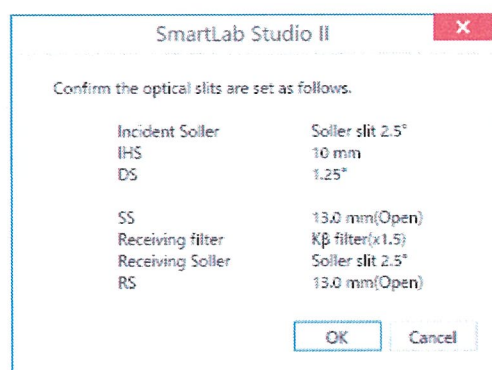 SmartLab Studio II
Confirm the optical slits are set as follows.
Incident Soller Soller slit 2.5°
IHS 10 mm
DS 1.25°
SS 13.0 mm(Open)
Receiving filter Kβ filter(x1.5)
Receiving Soller Soller slit 2.5°
RS 13.0 mm(Open)
OK Cancel